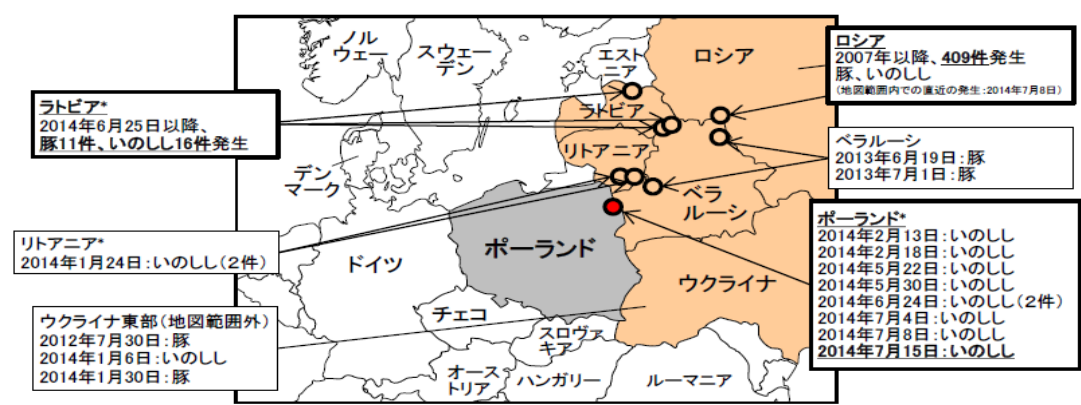 ノル
ウェー
スウェー
デン
エスト
ニア
ロシア
ラトビア
リトアニア
デン
マーク
ベラ
ルーシ
ポーランド
ドイツ
ウクライナ
チェコ
スロヴァ
キア
オース
トリア
ハンガリー
ルーマニア
ラトビア*
2014年6月25日以降、
豚11件、いのしし16件発生
リトアニア*
2014年1月24日:いのしし(2件)
ウクライナ東部(地図範囲外)
2012年7月30日:豚
2014年1月6日:いのしし
2014年1月30日:豚
ロシア
2007年以降、409件発生
豚、いのしし
(地図範囲内での直近の発生:2014年7月8日)
ベラルーシ
2013年6月19日:豚
2013年7月1日:豚
ポーランド*
2014年2月13日:いのしし
2014年2月18日:いのしし
2014年5月22日:いのしし
2014年5月30日:いのしし
2014年6月24日:いのしし(2件)
2014年7月4日:いのしし
2014年7月8日:いのしし
2014年7月15日:いのしし